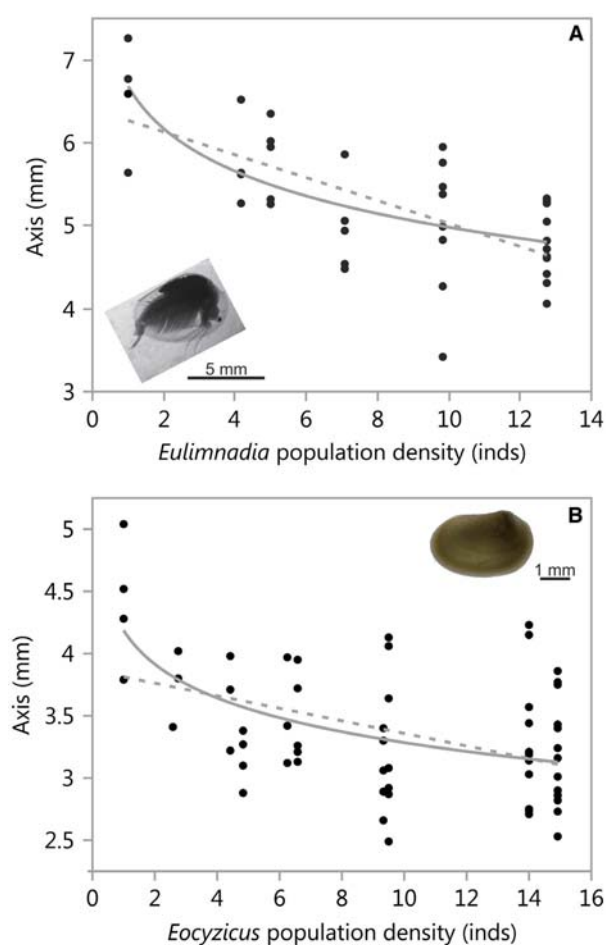 A
7
6
5
4
3
Axis (mm)
5 mm
0 2 4 6 8 10 12 14
Eulimnadia population density (inds)
B
5
4.5
4
3.5
3
2.5
Axis (mm)
1 mm
0 2 4 6 8 10 12 14 16
Eocyzicus population density (inds)